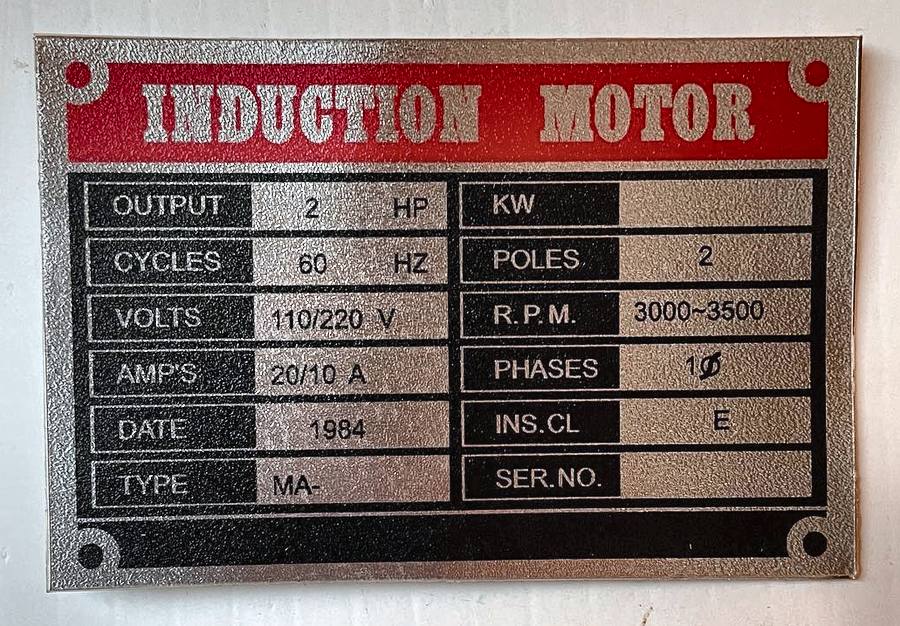 INDUCTION MOTOR
OUTPUT 2 HP KW
CYCLES 60 HZ POLES 2
VOLTS 110/220 V R.P.M. 3000~3500
AMP'S 20/10 A PHASES 1Ø
DATE 1984 INS.CL E
TYPE MA- SER.NO.